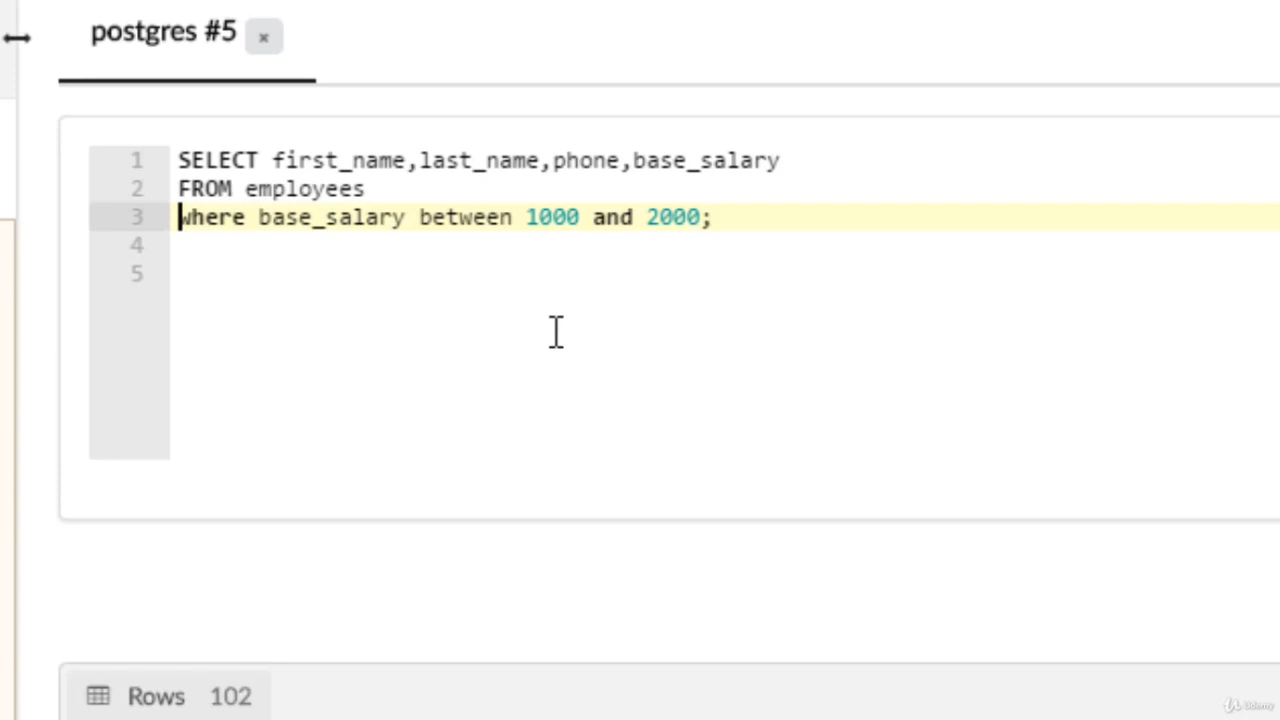 postgres #5 ×
1 SELECT first_name,last_name,phone,base_salary
2 FROM employees
3 where base_salary between 1000 and 2000;
4
5
Rows 102
Udemy